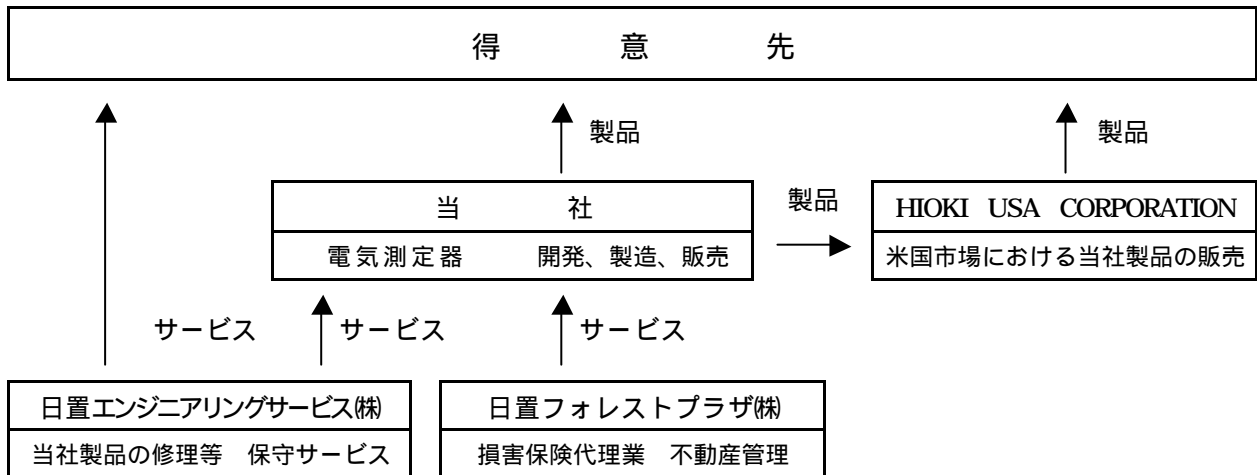 得 意 先
製品
製品
当 社
製品
HIOKI USA CORPORATION
電気測定器 開発、製造、販売
米国市場における当社製品の販売
サービス
サービス
サービス
日置エンジニアリングサービス㈱
日置フォレストプラザ㈱
当社製品の修理等 保守サービス
損害保険代理業 不動産管理